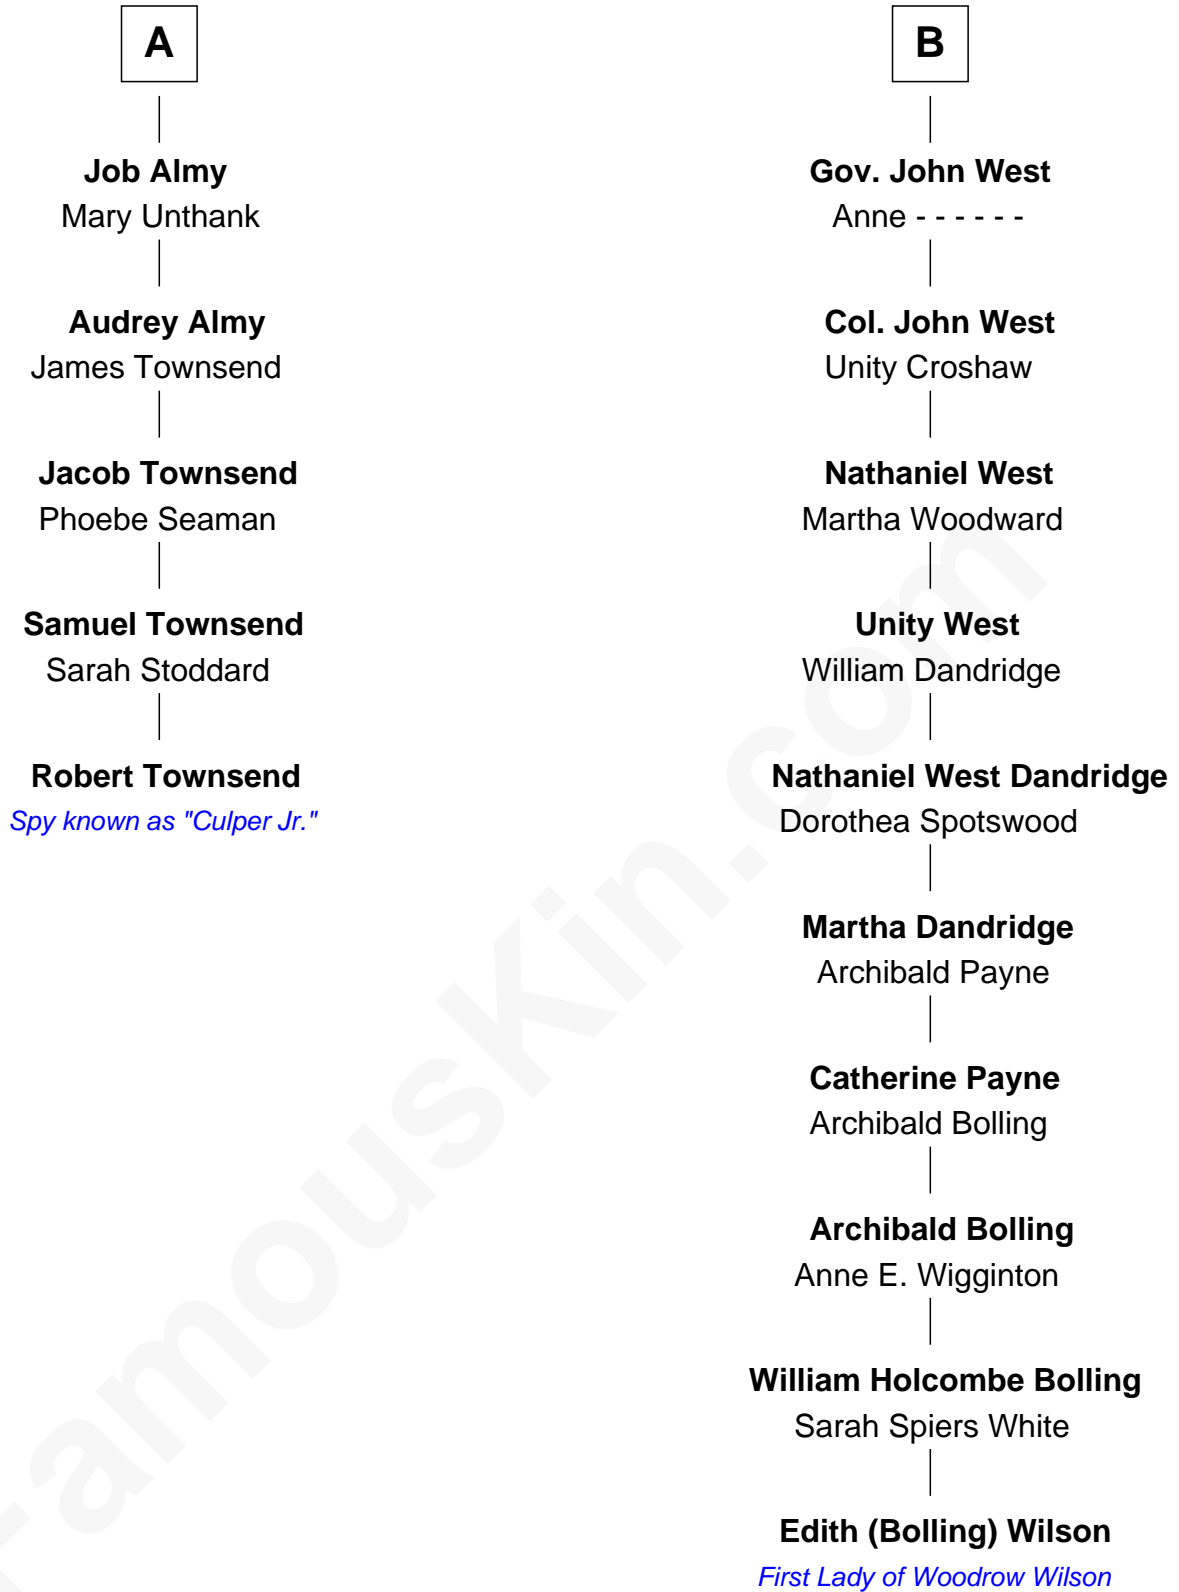 A
Job Almy
Mary Unthank
Audrey Almy
James Townsend
Jacob Townsend
Phoebe Seaman
Samuel Townsend
Sarah Stoddard
Robert Townsend
Spy known as "Culper Jr."
B
Gov. John West
Anne - - - - - -
Col. John West
Unity Croshaw
Nathaniel West
Martha Woodward
Unity West
William Dandridge
Nathaniel West Dandridge
Dorothea Spotswood
Martha Dandridge
Archibald Payne
Catherine Payne
Archibald Bolling
Archibald Bolling
Anne E. Wigginton
William Holcombe Bolling
Sarah Spiers White
Edith (Bolling) Wilson
First Lady of Woodrow Wilson
FamousKin.com